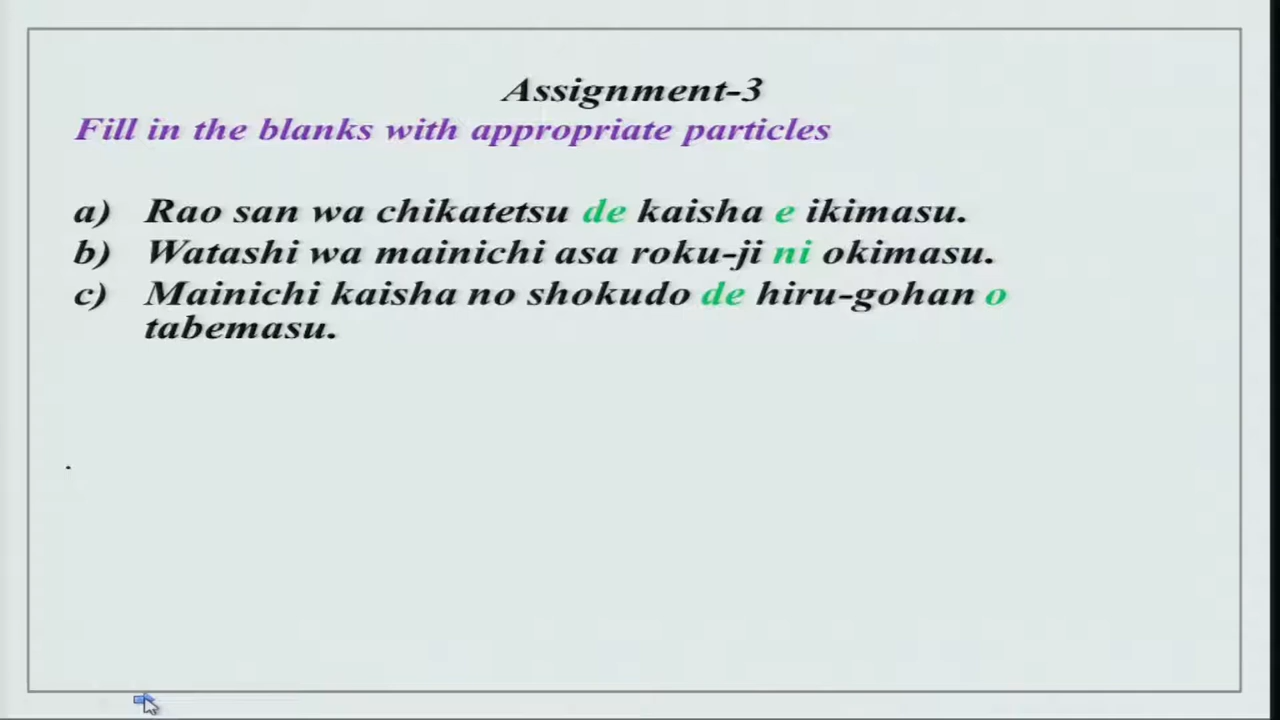 Assignment-3
Fill in the blanks with appropriate particles
a) Rao san wa chikatetsu de kaisha e ikimasu.
b) Watashi wa mainichi asa roku-ji ni okimasu.
c) Mainichi kaisha no shokudo de hiru-gohan o
tabemasu.